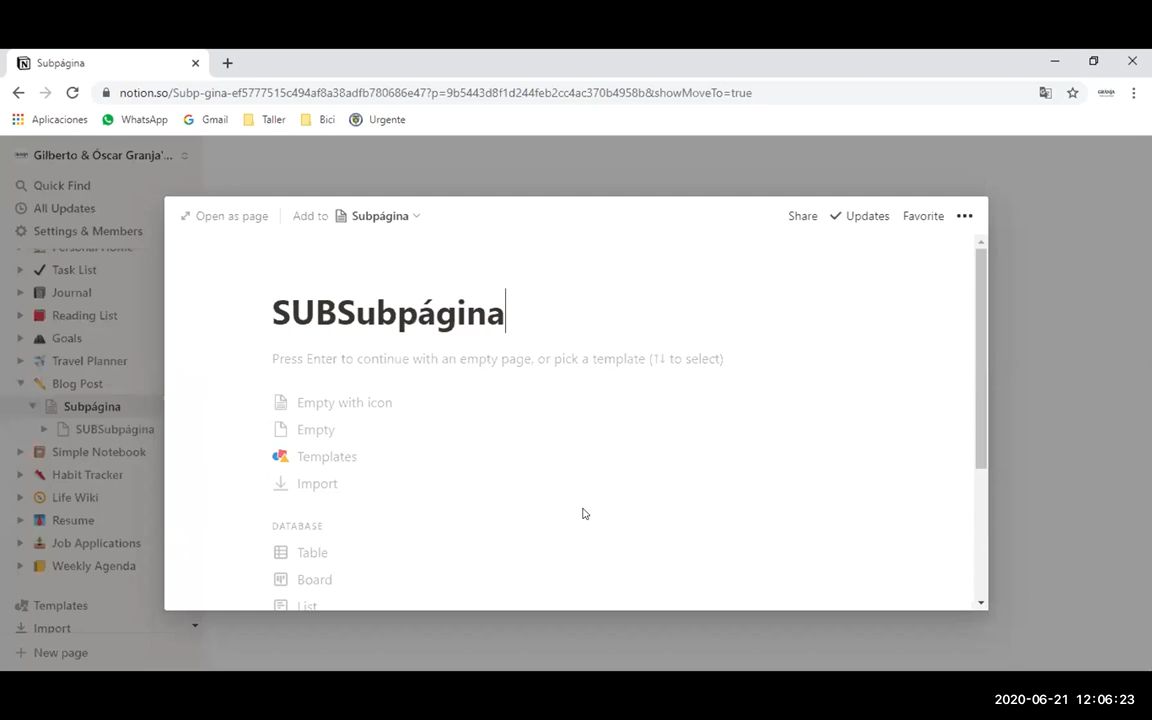 Subpágina
notion.so/Subp-gina-ef5777515c494af8a38adfb780686e47?p=9b5443d8f1d244feb2cc4ac370b4958b&showMoveTo=true
GRANJA
Aplicaciones WhatsApp Gmail Taller Bici Urgente
Gilberto & Óscar Granja'...
Quick Find
All Updates
Settings & Members
Personal Home
Task List
Journal
Reading List
Goals
Travel Planner
Blog Post
Subpágina
SUBSubpágina
Simple Notebook
Habit Tracker
Life Wiki
Resume
Job Applications
Weekly Agenda
Templates
Import
New page
Open as page Add to Subpágina Share Updates Favorite •••
SUBSubpágina
Press Enter to continue with an empty page, or pick a template (↑↓ to select)
Empty with icon
Empty
Templates
Import
DATABASE
Table
Board
List
2020-06-21 12:06:23